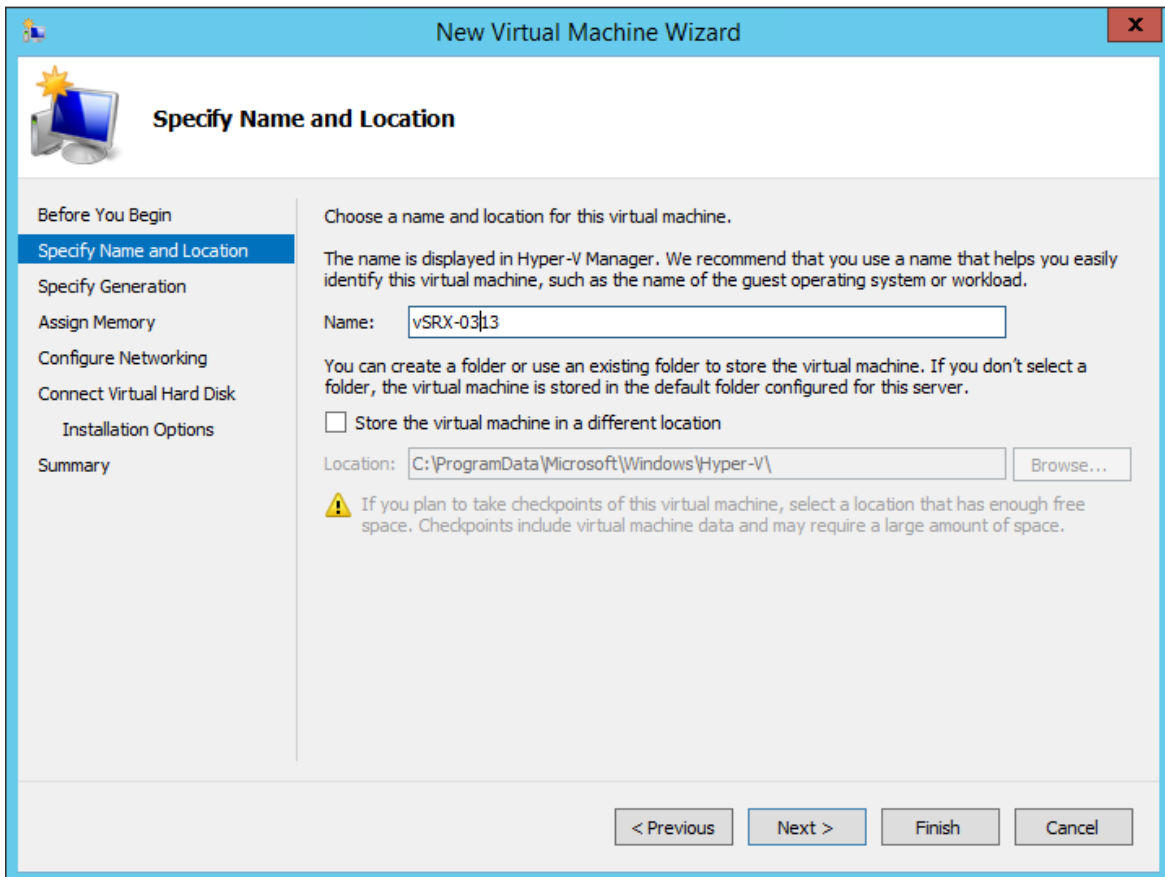 New Virtual Machine Wizard
x
Specify Name and Location
Before You Begin
Specify Name and Location
Specify Generation
Assign Memory
Configure Networking
Connect Virtual Hard Disk
Installation Options
Summary
Choose a name and location for this virtual machine.
The name is displayed in Hyper-V Manager. We recommend that you use a name that helps you easily
identify this virtual machine, such as the name of the guest operating system or workload.
Name: vSRX-0313
You can create a folder or use an existing folder to store the virtual machine. If you don't select a
folder, the virtual machine is stored in the default folder configured for this server.
Store the virtual machine in a different location
Location: C:\ProgramData\Microsoft\Windows\Hyper-V\ Browse...
If you plan to take checkpoints of this virtual machine, select a location that has enough free
space. Checkpoints include virtual machine data and may require a large amount of space.
< Previous Next > Finish Cancel